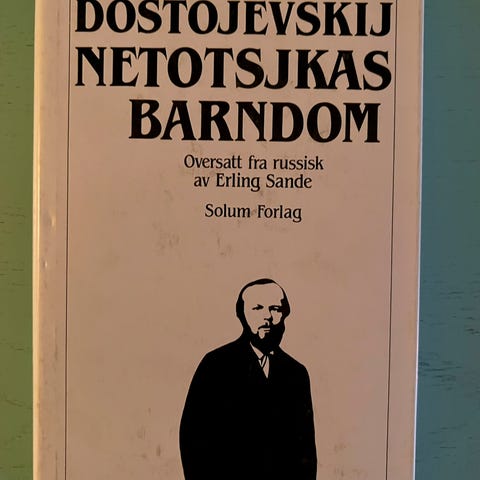 DOSTOJEVSKIJ
NETOTSJKAS
BARNDOM
Oversatt fra russisk
av Erling Sande
Solum Forlag